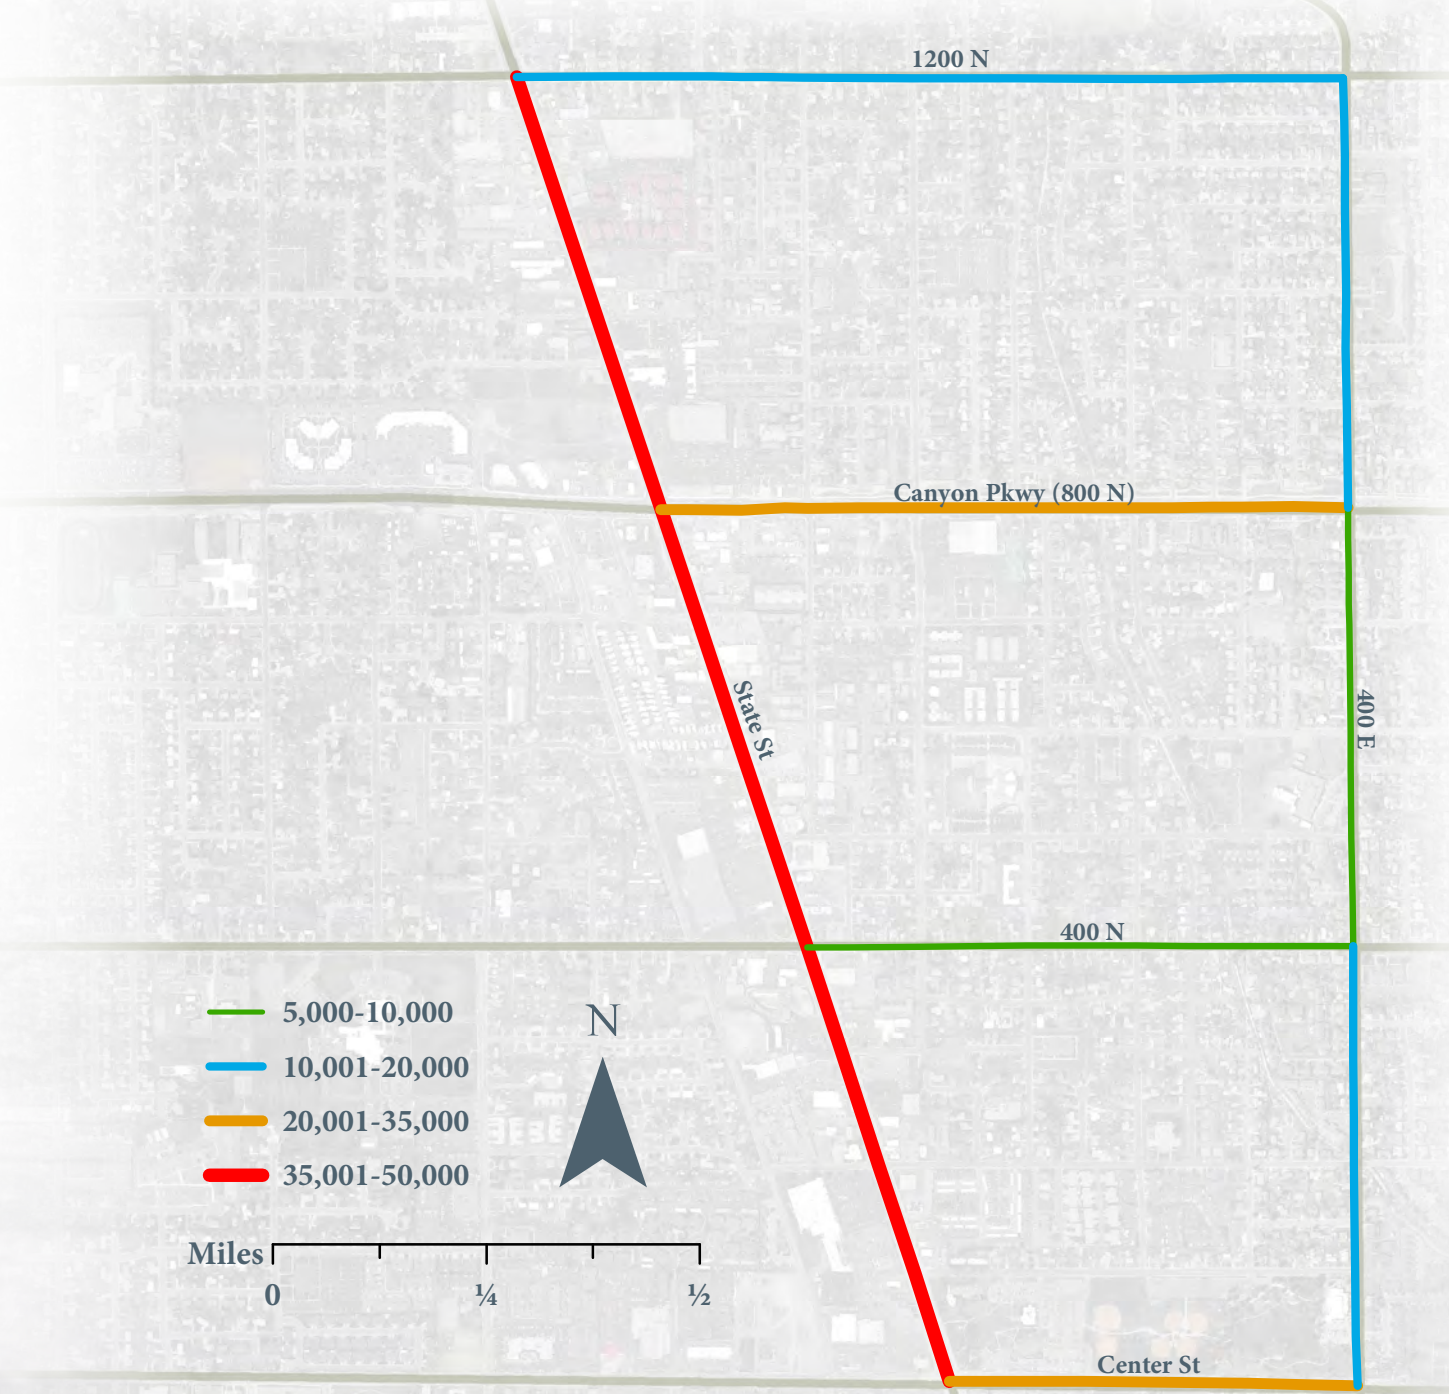 1200 N
Canyon Pkwy (800 N)
State St
400 E
400 N
N
5,000-10,000
10,001-20,000
20,001-35,000
35,001-50,000
Miles
0 ¼ ½
Center St